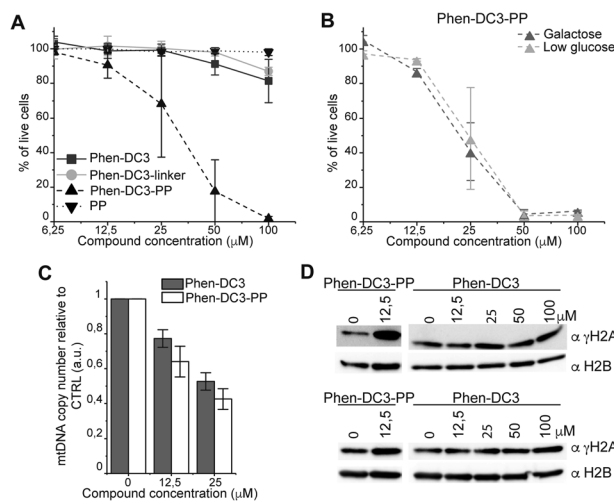 A
% of live cells
100
80
60
40
20
0
Phen-DC3
Phen-DC3-linker
Phen-DC3-PP
PP
6,25 12,5 25 50 100
Compound concentration (µM)
B
Phen-DC3-PP
Galactose
Low glucose
% of live cells
100
80
60
40
20
0
6,25 12,5 25 50 100
Compound concentration (µM)
C
mtDNA copy number relative to
CTRL (a.u.)
1
0,8
0,6
0,4
0,2
0
Phen-DC3
Phen-DC3-PP
0 12,5 25
Compound concentration (µM)
D
Phen-DC3-PP Phen-DC3
0 12,5 0 12,5 25 50 100 µM
α γH2A
α H2B
Phen-DC3-PP Phen-DC3
0 12,5 0 12,5 25 50 100 µM
α γH2A
α H2B